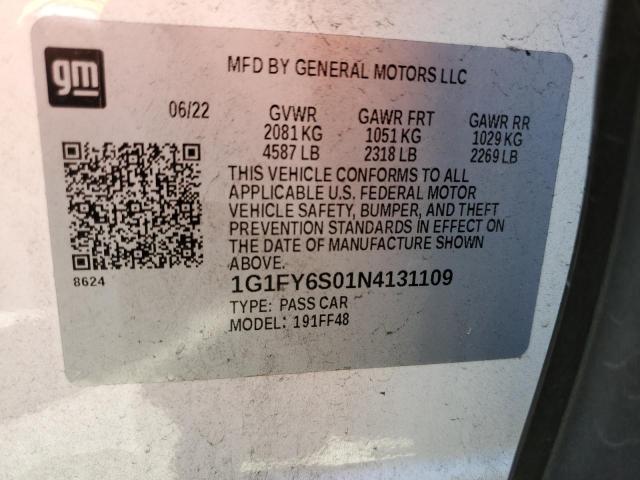 gm
MFD BY GENERAL MOTORS LLC
06/22 GVWR GAWR FRT GAWR RR
2081 KG 1051 KG 1029 KG
4587 LB 2318 LB 2269 LB
THIS VEHICLE CONFORMS TO ALL
APPLICABLE U.S. FEDERAL MOTOR
VEHICLE SAFETY, BUMPER, AND THEFT
PREVENTION STANDARDS IN EFFECT ON
THE DATE OF MANUFACTURE SHOWN
ABOVE.
8624
1G1FY6S01N4131109
TYPE: PASS CAR
MODEL: 191FF48